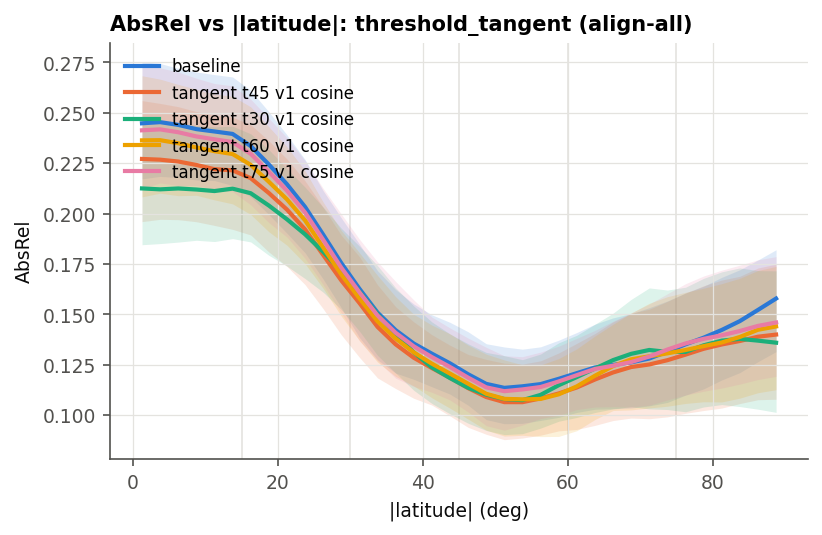 AbsRel vs |latitude|: threshold_tangent (align-all)
baseline
tangent t45 v1 cosine
tangent t30 v1 cosine
tangent t60 v1 cosine
tangent t75 v1 cosine
0.275
0.250
0.225
0.200
0.175
0.150
0.125
0.100
AbsRel
0 20 40 60 80
|latitude| (deg)